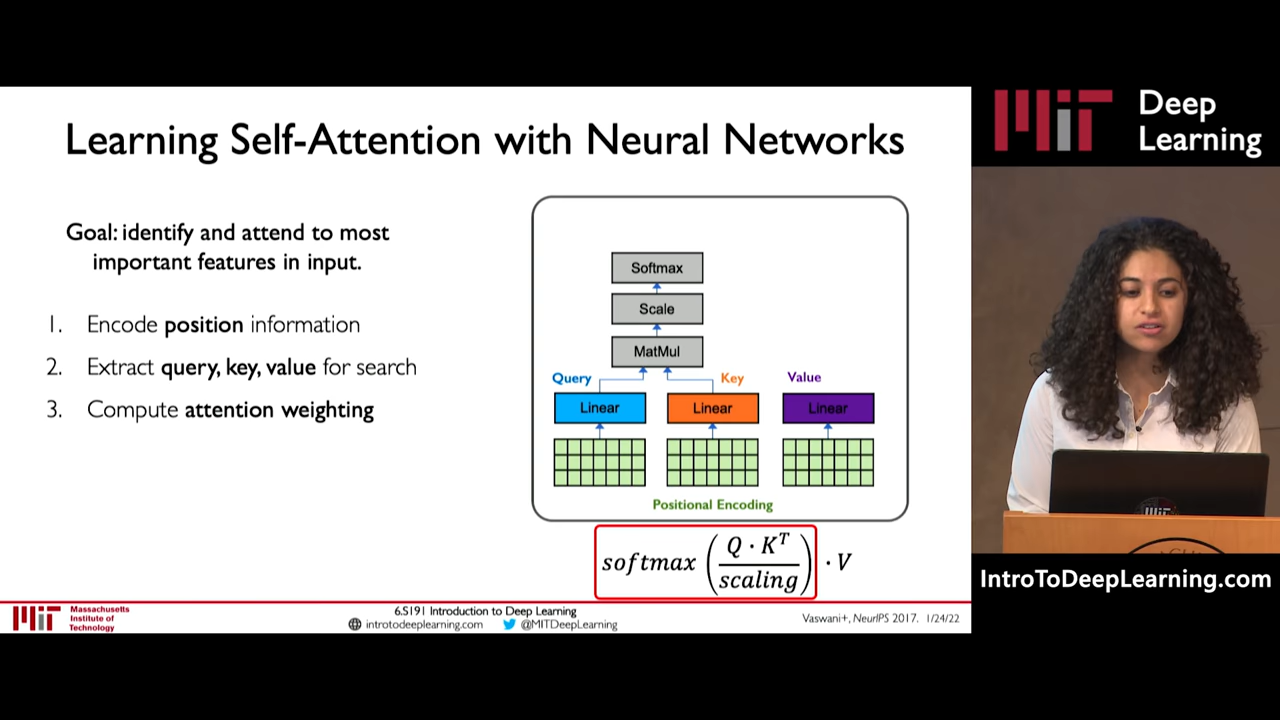 Learning Self-Attention with Neural Networks
Goal: identify and attend to most
important features in input.
1. Encode position information
2. Extract query, key, value for search
3. Compute attention weighting
Softmax
Scale
MatMul
Query
Key
Value
Linear
Linear
Linear
Positional Encoding
softmax (Q · K^T / scaling) · V
Massachusetts
Institute of
Technology
6.S191 Introduction to Deep Learning
introtodeeplearning.com @MITDeepLearning
Vaswani+, NeurIPS 2017. 1/24/22
MIT
Deep
Learning
MIT
IntroToDeepLearning.com